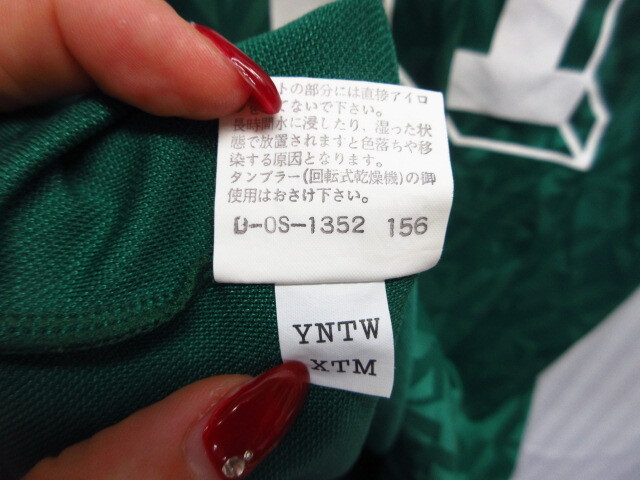 トの部分には直接アイロ
てないで下さい。
長時間水に浸したり、湿った状
態で放置されますと色落ちや移
染する原因となります。
タンブラー(回転式乾燥機)の御
使用はおさけ下さい。
D-OS-1352 156
YNTW
XTM